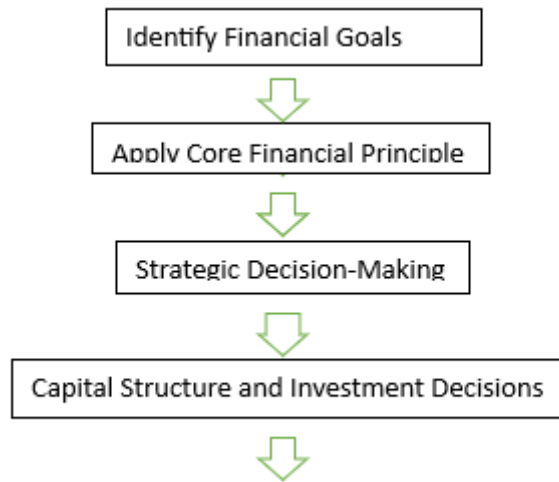 Identify Financial Goals
Apply Core Financial Principle
Strategic Decision-Making
Capital Structure and Investment Decisions